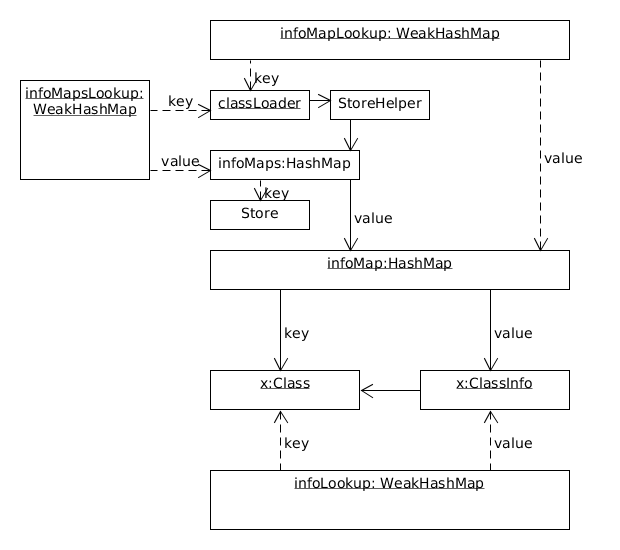 infoMapLookup: WeakHashMap
key
infoMapsLookup:
WeakHashMap
key
classLoader
StoreHelper
value
value
infoMaps:HashMap
key
Store
value
infoMap:HashMap
key
value
x:Class
x:ClassInfo
key
value
infoLookup: WeakHashMap